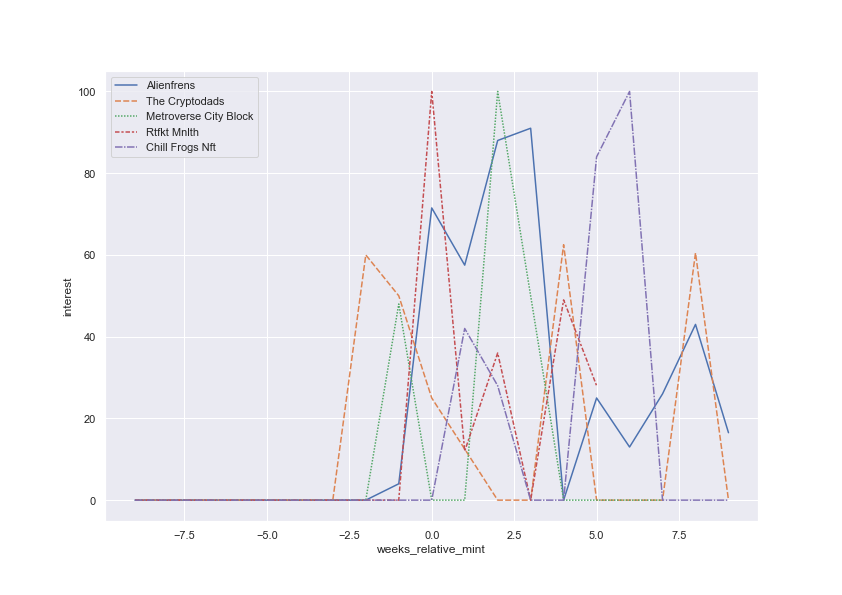 Alienfrens
The Cryptodads
Metroverse City Block
Rtfkt Mnlth
Chill Frogs Nft
100
80
60
40
20
0
interest
−7.5 −5.0 −2.5 0.0 2.5 5.0 7.5
weeks_relative_mint